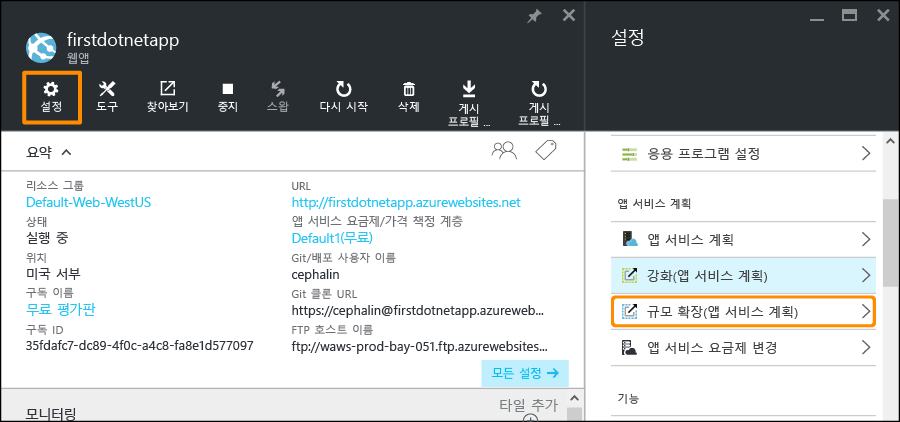 firstdotnetapp
웹앱
설정
도구
찾아보기
중지
스왑
다시 시작
삭제
게시
프로필 ...
게시
프로필 ...
요약
리소스 그룹
Default-Web-WestUS
상태
실행 중
위치
미국 서부
구독 이름
무료 평가판
구독 ID
35fdafc7-dc89-4f0c-a4c8-fa8e1d577097
URL
http://firstdotnetapp.azurewebsites.net
앱 서비스 요금제/가격 책정 계층
Default1(무료)
Git/배포 사용자 이름
cephalin
Git 클론 URL
https://cephalin@firstdotnetapp.azureweb...
FTP 호스트 이름
ftp://waws-prod-bay-051.ftp.azurewebsites...
모든 설정
모니터링
타일 추가
설정
응용 프로그램 설정
앱 서비스 계획
앱 서비스 계획
강화(앱 서비스 계획)
규모 확장(앱 서비스 계획)
앱 서비스 요금제 변경
기능